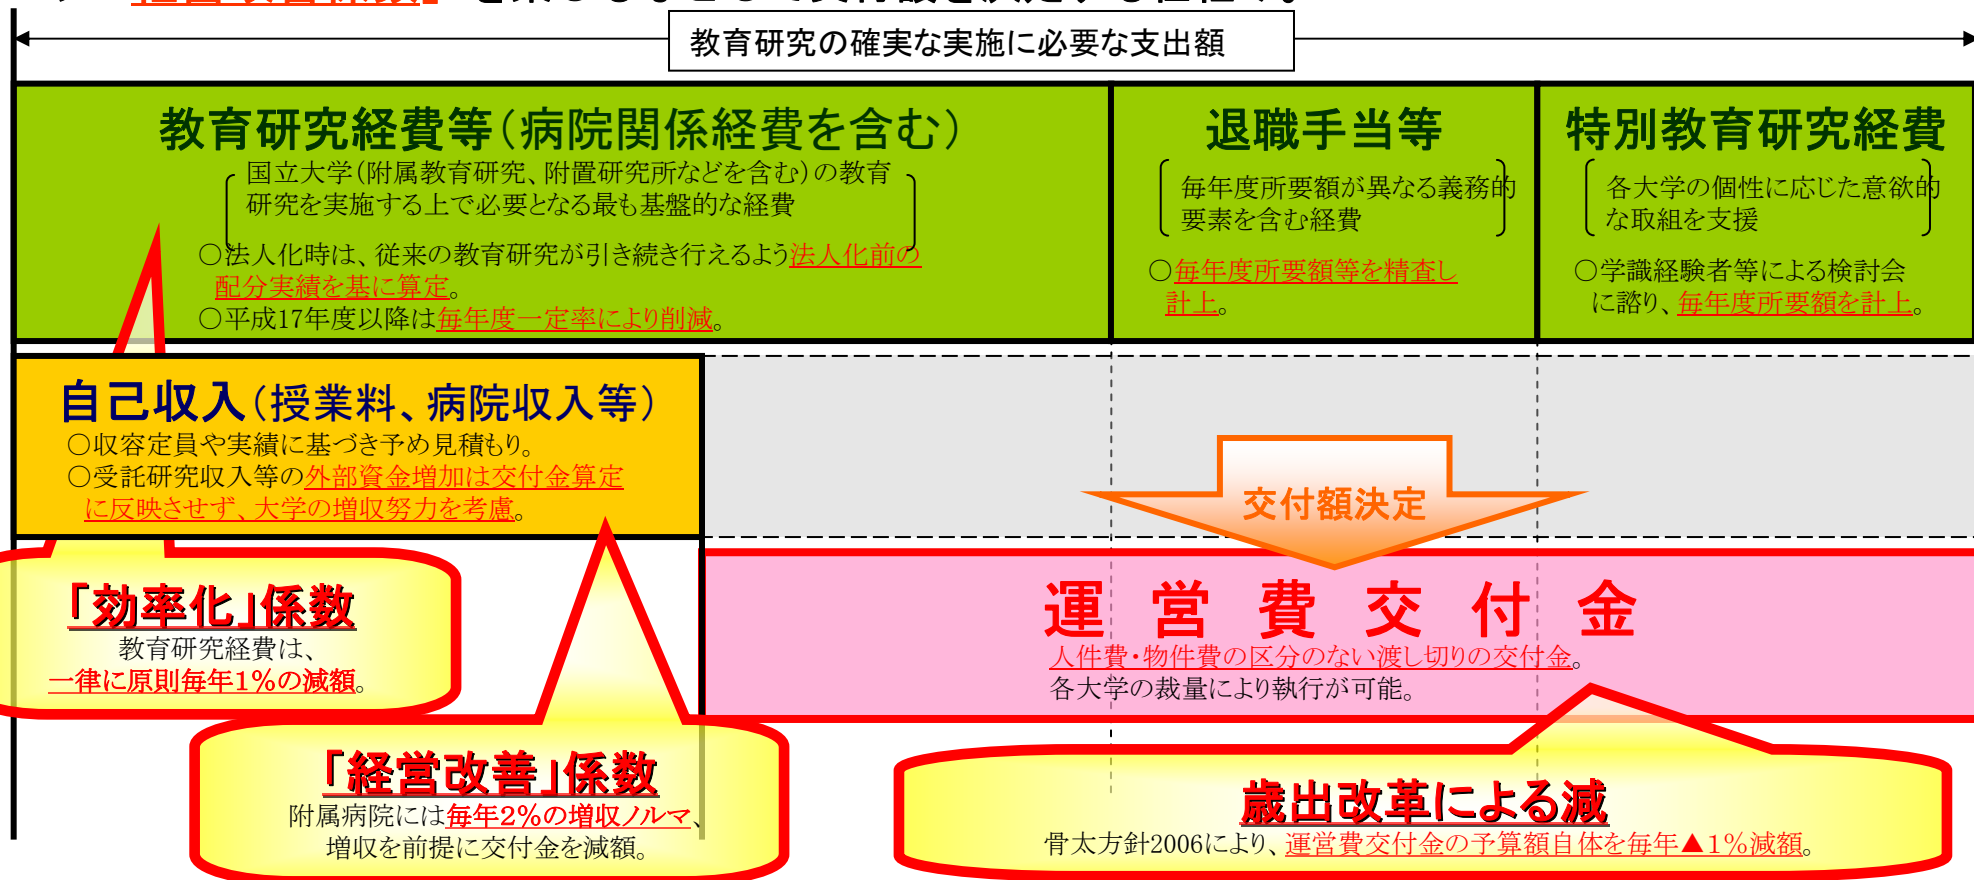 教育研究の確実な実施に必要な支出額
教育研究経費等(病院関係経費を含む)
国立大学(附属教育研究、附置研究所などを含む)の教育
研究を実施する上で必要となる最も基盤的な経費
○法人化時は、従来の教育研究が引き続き行えるよう法人化前の
配分実績を基に算定。
○平成17年度以降は毎年度一定率により削減。
退職手当等
毎年度所要額が異なる義務的
要素を含む経費
○毎年度所要額等を精査し
計上。
特別教育研究経費
各大学の個性に応じた意欲的
な取組を支援
○学識経験者等による検討会
に諮り、毎年度所要額を計上。
自己収入(授業料、病院収入等)
○収容定員や実績に基づき予め見積もり。
○受託研究収入等の外部資金増加は交付金算定
に反映させず、大学の増収努力を考慮。
交付額決定
運営費交付金
人件費・物件費の区分のない渡し切りの交付金。
各大学の裁量により執行が可能。
「効率化」係数
教育研究経費は、
一律に原則毎年1%の減額。
「経営改善」係数
附属病院には毎年2%の増収ノルマ、
増収を前提に交付金を減額。
歳出改革による減
骨太方針2006により、運営費交付金の予算額自体を毎年▲1%減額。